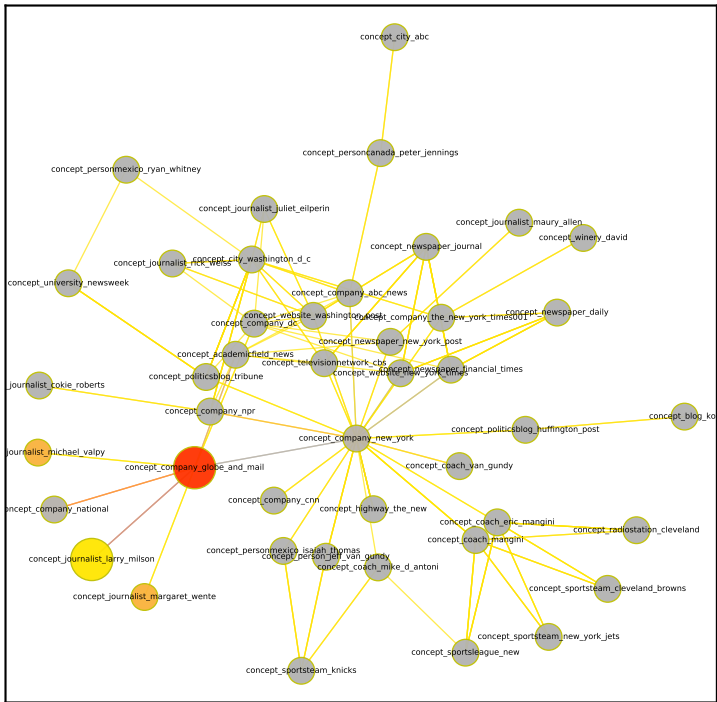 concept_city_abc
concept_personcanada_peter_jennings
concept_personmexico_ryan_whitney
concept_journalist_juliet_eilperin
concept_journalist_maury_allen
concept_winery_david
concept_newspaper_journal
concept_city_washington_d_c
concept_journalist_rick_weiss
concept_university_newsweek
concept_company_abc_news
concept_website_washington_post
concept_company_the_new_york_times001
concept_newspaper_daily
concept_company_dc
concept_newspaper_new_york_post
concept_academicfield_news
concept_televisionnetwork_cbs
concept_newspaper_financial_times
concept_website_new_york_times
concept_politicsblog_tribune
journalist_cokie_roberts
concept_company_npr
concept_blog_ko
concept_politicsblog_huffington_post
concept_company_new_york
journalist_michael_valpy
concept_company_globe_and_mail
concept_coach_van_gundy
concept_company_cnn
concept_company_national
concept_highway_the_new
concept_coach_eric_mangini
concept_radiostation_cleveland
concept_coach_mangini
concept_personmexico_isaiah_thomas
concept_person_jeff_van_gundy
concept_journalist_larry_milson
concept_coach_mike_d_antoni
concept_sportsteam_cleveland_browns
concept_journalist_margaret_wente
concept_sportsteam_new_york_jets
concept_sportsleague_new
concept_sportsteam_knicks